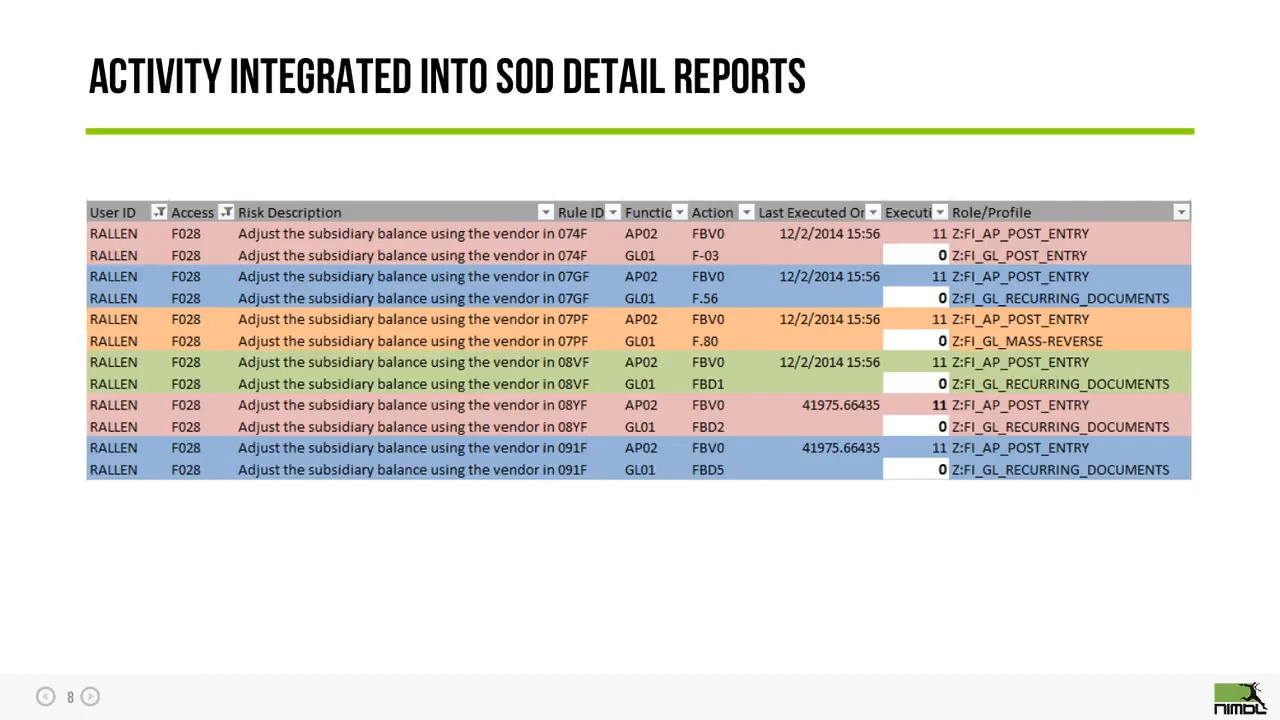 ACTIVITY INTEGRATED INTO SOD DETAIL REPORTS
User ID Access Risk Description Rule ID Functic Action Last Executed Or Executi Role/Profile
RALLEN F028 Adjust the subsidiary balance using the vendor in 074F AP02 FBV0 12/2/2014 15:56 11 Z:FI_AP_POST_ENTRY
RALLEN F028 Adjust the subsidiary balance using the vendor in 074F GL01 F-03 0 Z:FI_GL_POST_ENTRY
RALLEN F028 Adjust the subsidiary balance using the vendor in 07GF AP02 FBV0 12/2/2014 15:56 11 Z:FI_AP_POST_ENTRY
RALLEN F028 Adjust the subsidiary balance using the vendor in 07GF GL01 F.56 0 Z:FI_GL_RECURRING_DOCUMENTS
RALLEN F028 Adjust the subsidiary balance using the vendor in 07PF AP02 FBV0 12/2/2014 15:56 11 Z:FI_AP_POST_ENTRY
RALLEN F028 Adjust the subsidiary balance using the vendor in 07PF GL01 F.80 0 Z:FI_GL_MASS-REVERSE
RALLEN F028 Adjust the subsidiary balance using the vendor in 08VF AP02 FBV0 12/2/2014 15:56 11 Z:FI_AP_POST_ENTRY
RALLEN F028 Adjust the subsidiary balance using the vendor in 08VF GL01 FBD1 0 Z:FI_GL_RECURRING_DOCUMENTS
RALLEN F028 Adjust the subsidiary balance using the vendor in 08YF AP02 FBV0 41975.66435 11 Z:FI_AP_POST_ENTRY
RALLEN F028 Adjust the subsidiary balance using the vendor in 08YF GL01 FBD2 0 Z:FI_GL_RECURRING_DOCUMENTS
RALLEN F028 Adjust the subsidiary balance using the vendor in 091F AP02 FBV0 41975.66435 11 Z:FI_AP_POST_ENTRY
RALLEN F028 Adjust the subsidiary balance using the vendor in 091F GL01 FBD5 0 Z:FI_GL_RECURRING_DOCUMENTS
8
nimbl